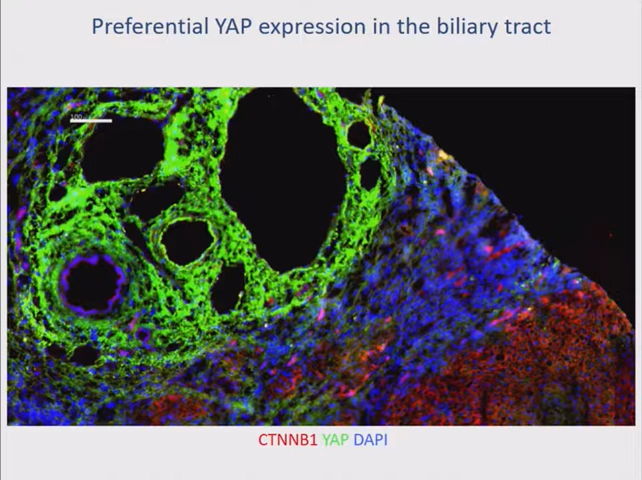 Preferential YAP expression in the biliary tract
CTNNB1 YAP DAPI